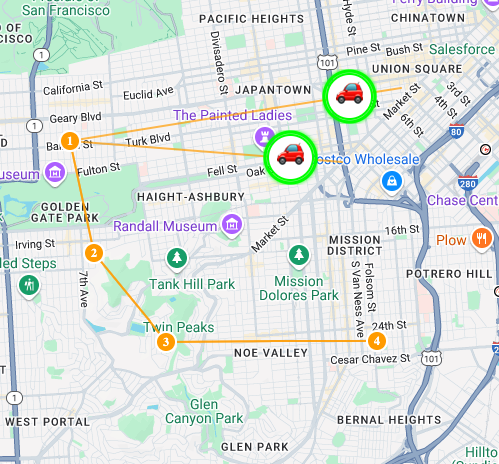 San Francisco
PACIFIC HEIGHTS
Hyde St
CHINATOWN
Ferry Building
Divisadero St
Pine St
Bush St
Salesforce
1
101
UNION SQUARE
California St
Euclid Ave
JAPANTOWN
Market St
3rd St
4th St
6th St
Geary Blvd
The Painted Ladies
80
1
Turk Blvd
Costco Wholesale
Fulton St
Fell St
Oak
280
museum
HAIGHT-ASHBURY
Chase Cent
GOLDEN
GATE PARK
Randall Museum
Market St
16th St
Irving St
MISSION
DISTRICT
Plow
2
7th Ave
Tank Hill Park
Mission
Dolores Park
S Van Ness Ave
Folsom St
POTRERO HILL
led Steps
Twin Peaks
24th St
3
4
NOE VALLEY
Cesar Chavez St
1
WEST PORTAL
Glen
Canyon Park
BERNAL HEIGHTS
101
GLEN PARK
Hillto